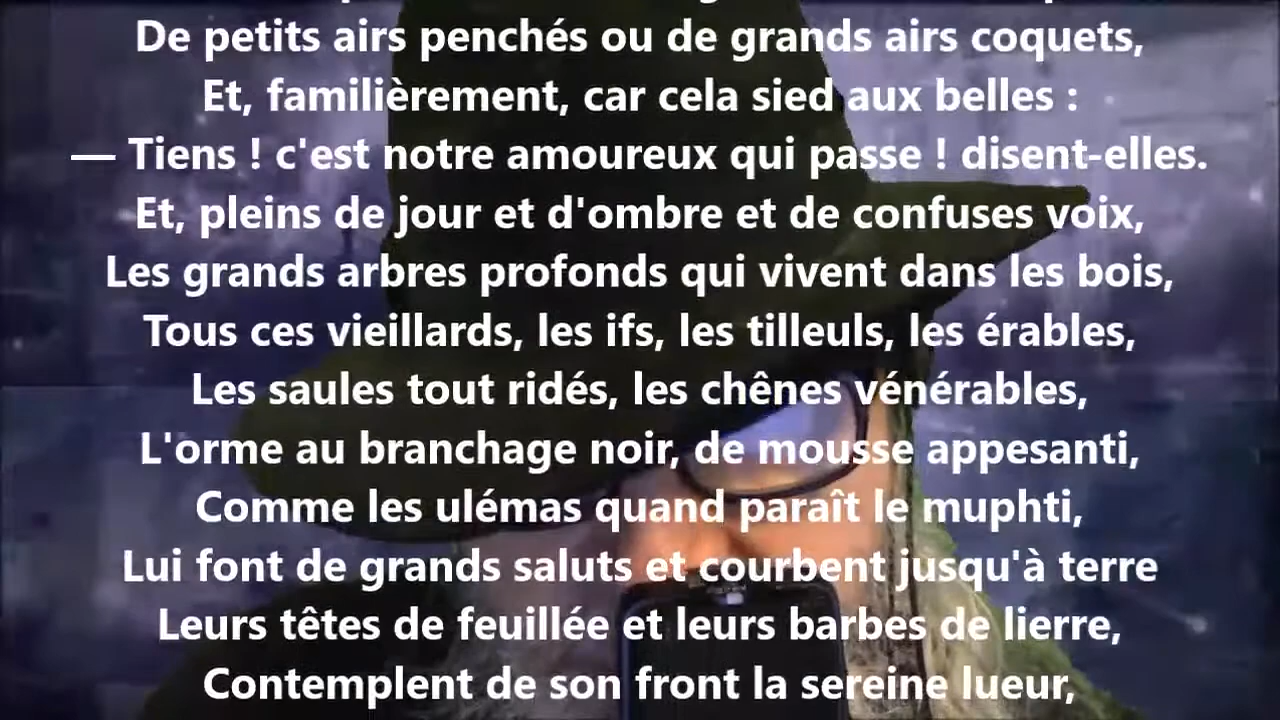 De petits airs penchés ou de grands airs coquets,
Et, familièrement, car cela sied aux belles :
— Tiens ! c'est notre amoureux qui passe ! disent-elles.
Et, pleins de jour et d'ombre et de confuses voix,
Les grands arbres profonds qui vivent dans les bois,
Tous ces vieillards, les ifs, les tilleuls, les érables,
Les saules tout ridés, les chênes vénérables,
L'orme au branchage noir, de mousse appesanti,
Comme les ulémas quand paraît le muphti,
Lui font de grands saluts et courbent jusqu'à terre
Leurs têtes de feuillée et leurs barbes de lierre,
Contemplent de son front la sereine lueur,